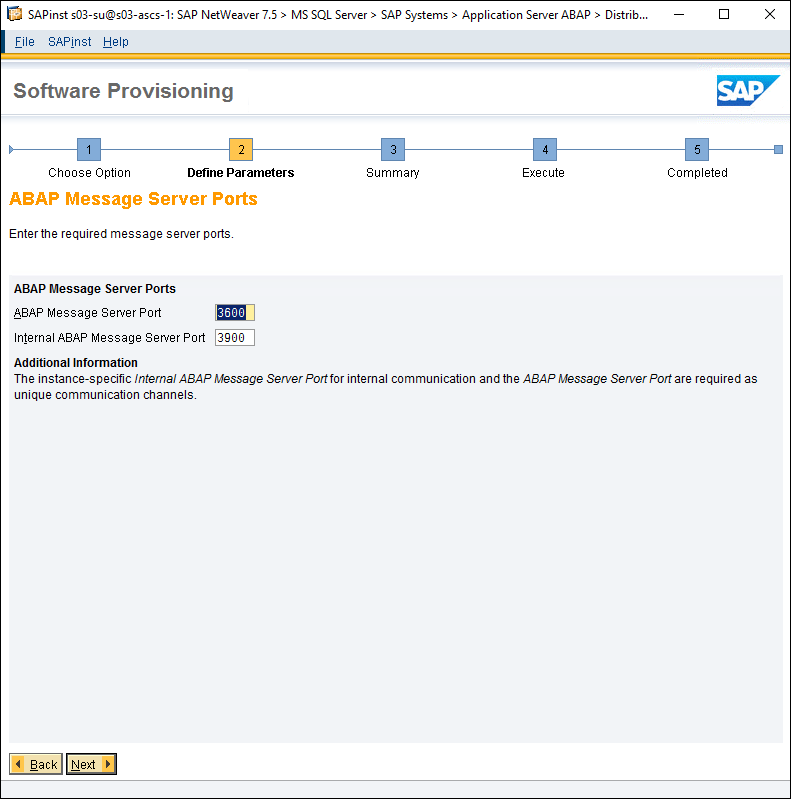 SAPinst s03-su@s03-ascs-1: SAP NetWeaver 7.5 > MS SQL Server > SAP Systems > Application Server ABAP > Distrib...
File SAPinst Help
Software Provisioning
SAP
1 2 3 4 5
Choose Option Define Parameters Summary Execute Completed
ABAP Message Server Ports
Enter the required message server ports.
ABAP Message Server Ports
ABAP Message Server Port 3600
Internal ABAP Message Server Port 3900
Additional Information
The instance-specific Internal ABAP Message Server Port for internal communication and the ABAP Message Server Port are required as
unique communication channels.
Back Next